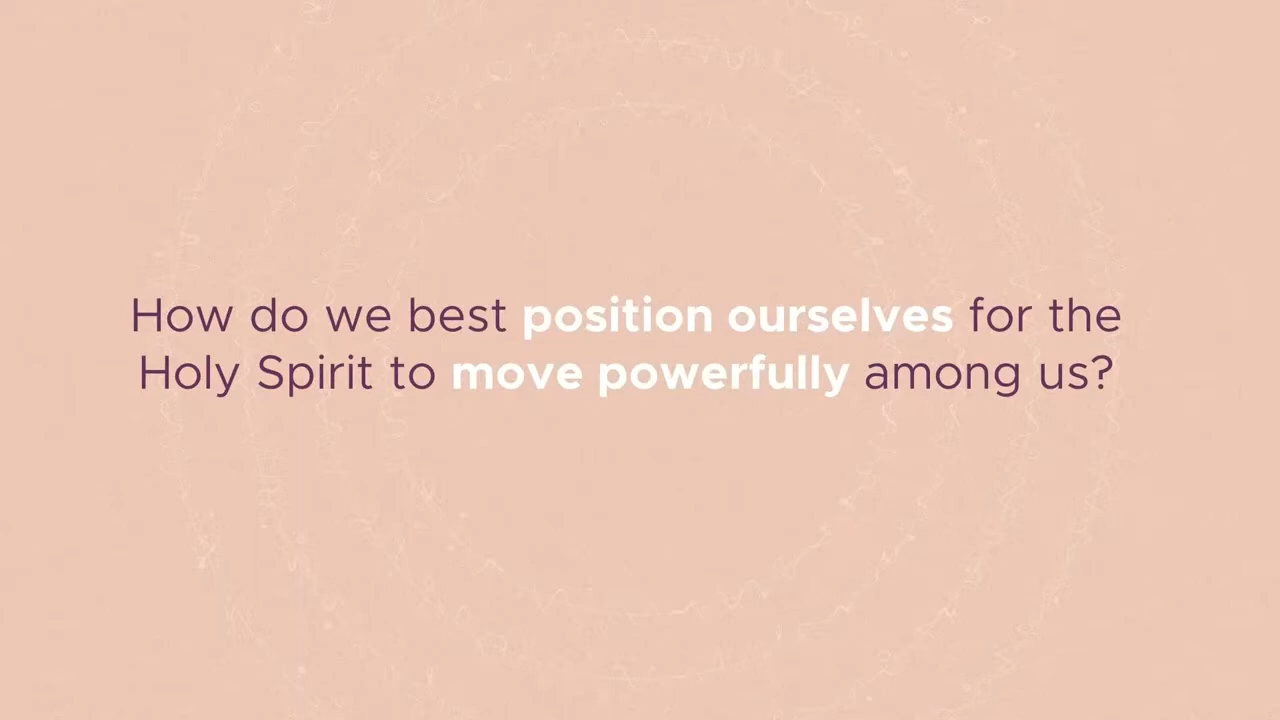 How do we best position ourselves for the
Holy Spirit to move powerfully among us?